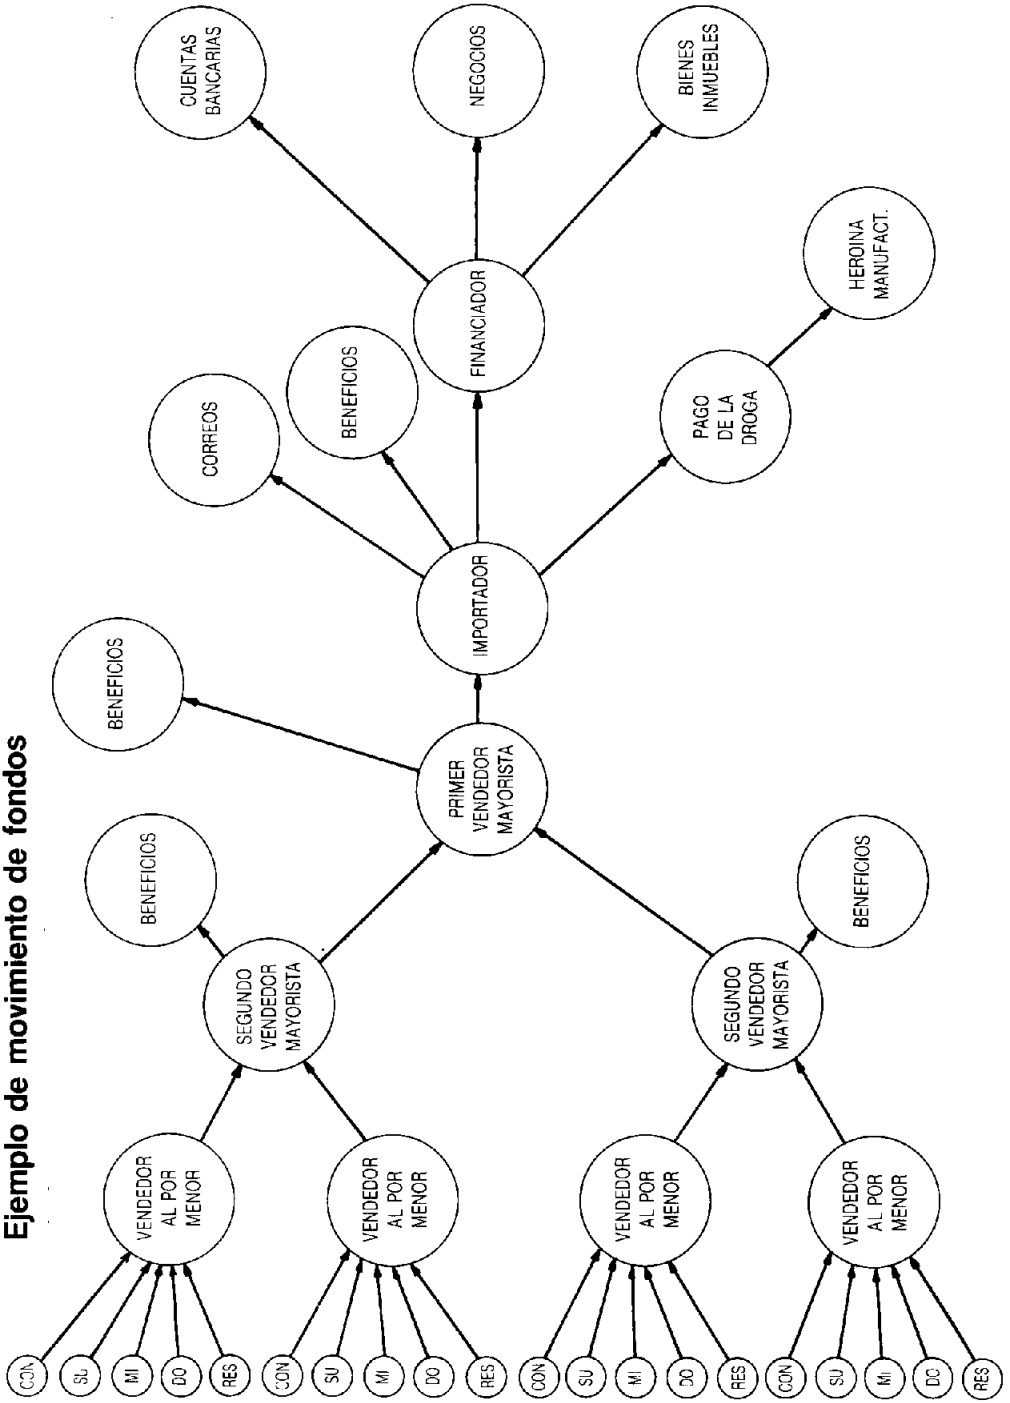 Ejemplo de movimiento de fondos
CON
SU
MI
DO
RES
CON
SU
MI
DO
RES
CON
SU
MI
DO
RES
CON
SU
MI
DO
RES
VENDEDOR
AL POR
MENOR
VENDEDOR
AL POR
MENOR
VENDEDOR
AL POR
MENOR
VENDEDOR
AL POR
MENOR
SEGUNDO
VENDEDOR
MAYORISTA
SEGUNDO
VENDEDOR
MAYORISTA
BENEFICIOS
BENEFICIOS
PRIMER
VENDEDOR
MAYORISTA
BENEFICIOS
IMPORTADOR
CORREOS
BENEFICIOS
PAGO
DE LA
DROGA
HEROINA
MANUFACT.
FINANCIADOR
CUENTAS
BANCARIAS
NEGOCIOS
BIENES
INMUEBLES